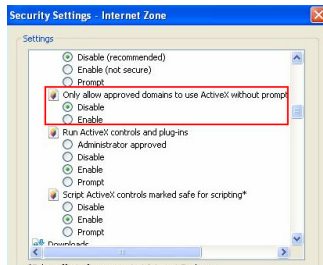 Security Settings - Internet Zone
Settings
Disable (recommended)
Enable (not secure)
Prompt
Only allow approved domains to use ActiveX without prompt
Disable
Enable
Run ActiveX controls and plug-ins
Administrator approved
Disable
Enable
Prompt
Script ActiveX controls marked safe for scripting*
Disable
Enable
Prompt
Downloads